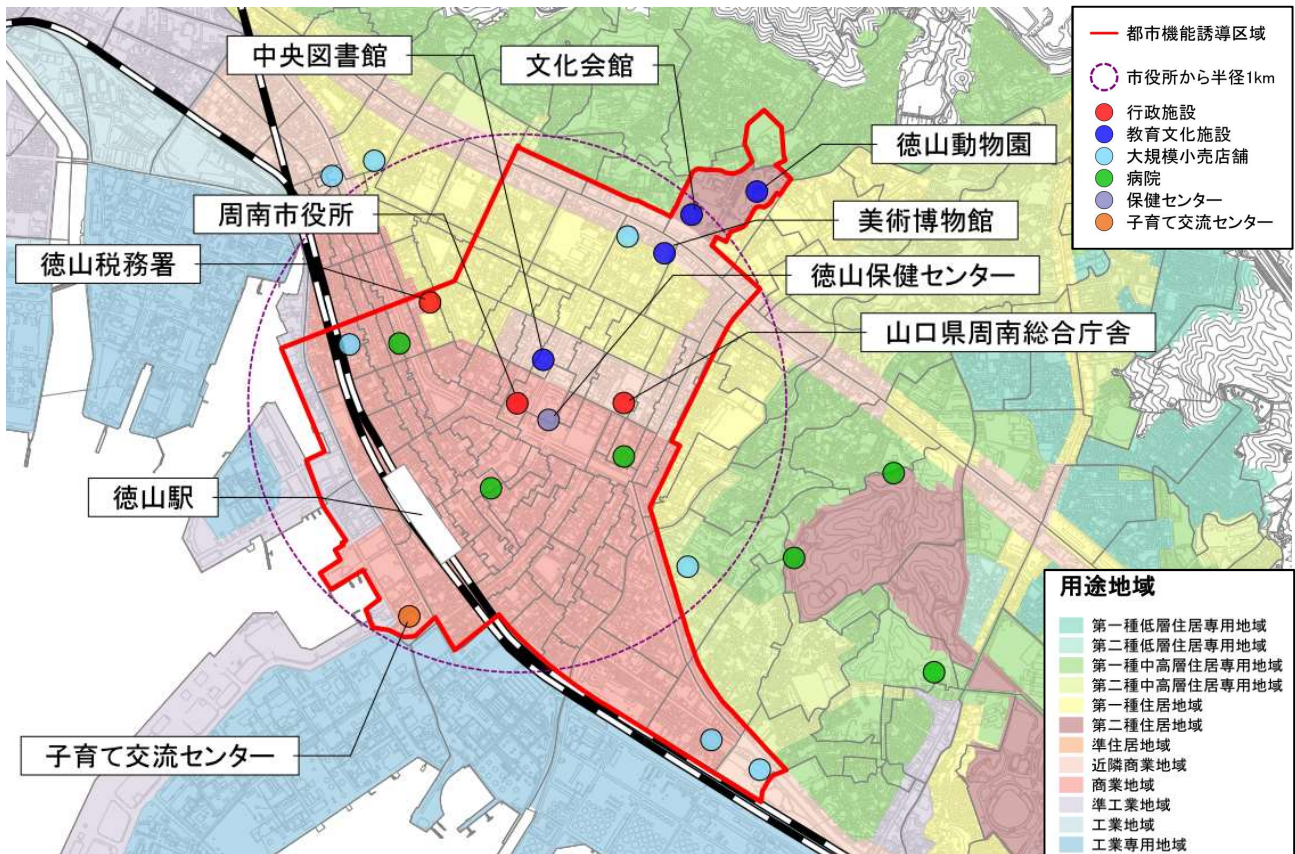 中央図書館
文化会館
徳山動物園
周南市役所
美術博物館
徳山税務署
徳山保健センター
山口県周南総合庁舎
徳山駅
子育て交流センター
都市機能誘導区域
市役所から半径1km
行政施設
教育文化施設
大規模小売店舗
病院
保健センター
子育て交流センター
用途地域
第一種低層住居専用地域
第二種低層住居専用地域
第一種中高層住居専用地域
第二種中高層住居専用地域
第一種住居地域
第二種住居地域
準住居地域
近隣商業地域
商業地域
準工業地域
工業地域
工業専用地域